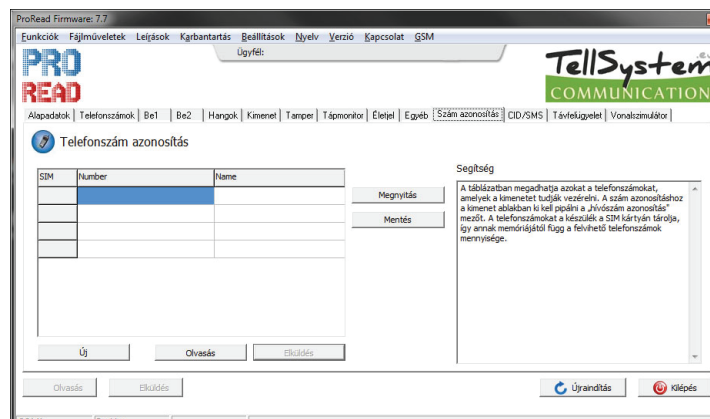 ProRead Firmware: 7.7
Funkciók Fájlműveletek Leírások Karbantartás Beállítások Nyelv Verzió Kapcsolat GSM
Ügyfél:
PRO
READ
TellSystem
COMMUNICATION
Alapadatok Telefonszámok Be1 Be2 Hangok Kimenet Tamper Tápmonitor Életjel Egyéb Szám azonosítás CID/SMS Távfelügyelet Vonalszimulátor
Telefonszám azonosítás
SIM Number Name
Megnyitás
Mentés
Segítség
A táblázatban megadhatja azokat a telefonszámokat,
amelyek a kimenetet tudják vezérelni. A szám azonosításhoz
a kimenet ablakban ki kell pipálni a „hívószám azonosítás"
mezőt. A telefonszámokat a készülék a SIM kártyán tárolja,
így annak memóriájától függ a felvihető telefonszámok
mennyisége.
Új Olvasás Elküldés
Olvasás Elküldés Újraindítás Kilépés